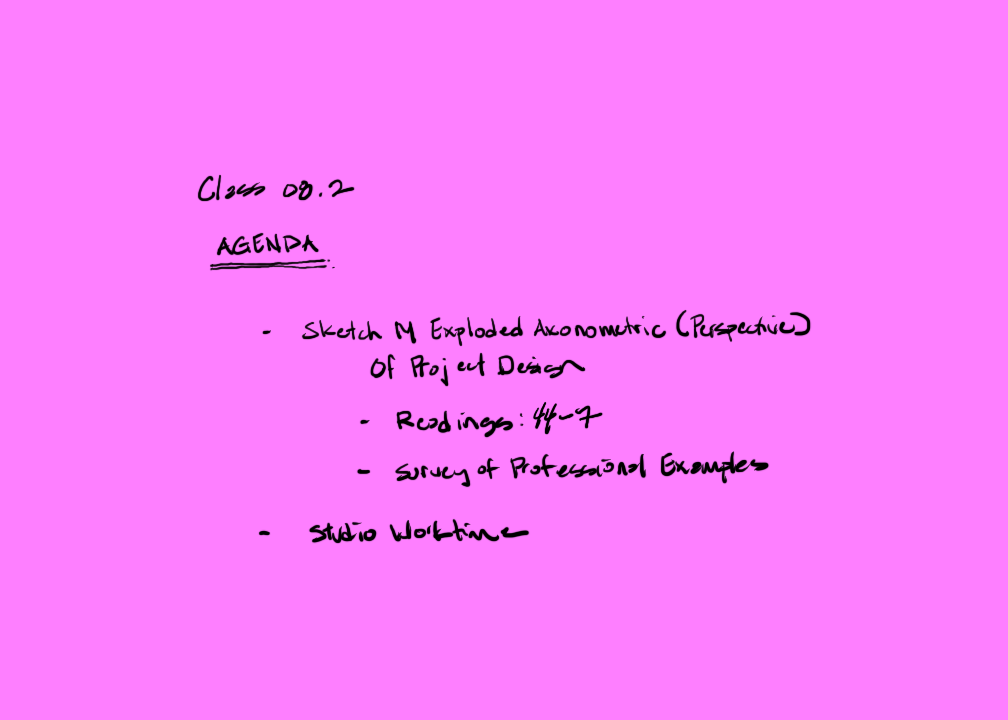 Class 08.2
AGENDA
- Sketch M Exploded Axonometric (Perspective)
Of Project Design
- Readings: 44-7
- Survey of Professional Examples
- Studio Worktime